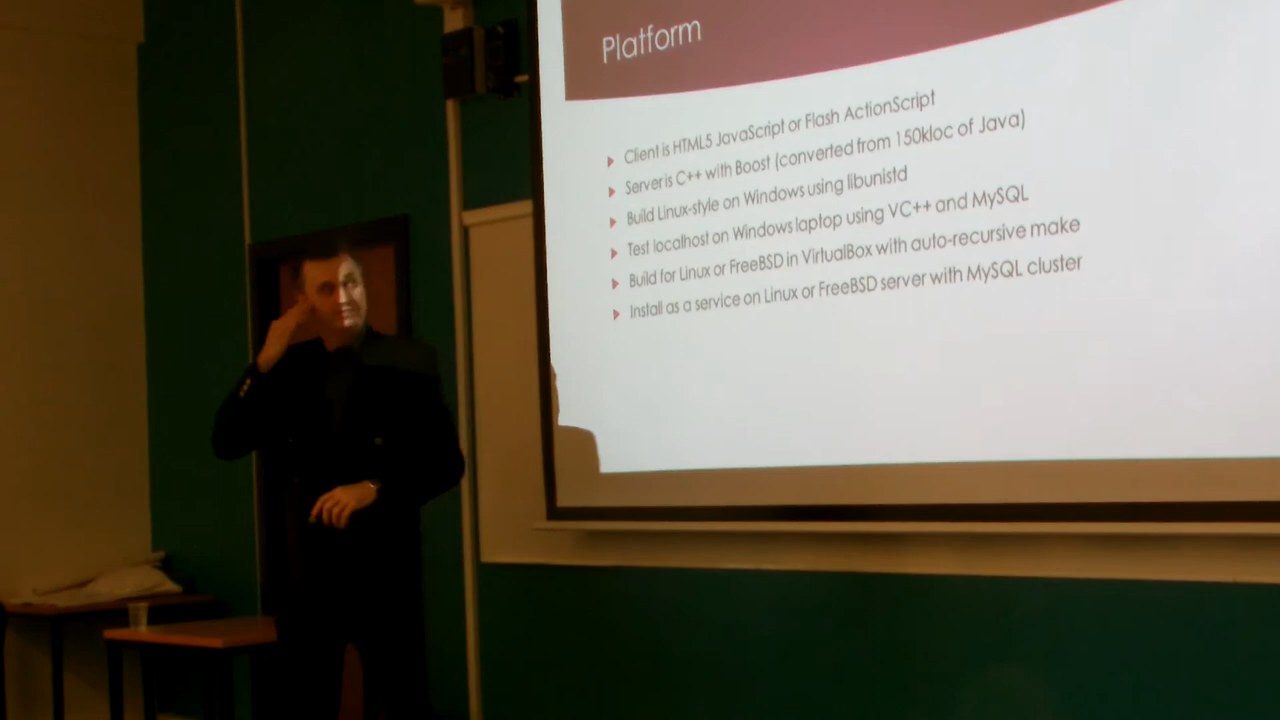 Platform
Client is HTML5 JavaScript or Flash ActionScript
Server is C++ with Boost (converted from 150kloc of Java)
Build Linux-style on Windows using libunistd
Test localhost on Windows laptop using VC++ and MySQL
Build for Linux or FreeBSD in VirtualBox with auto-recursive make
Install as a service on Linux or FreeBSD server with MySQL cluster